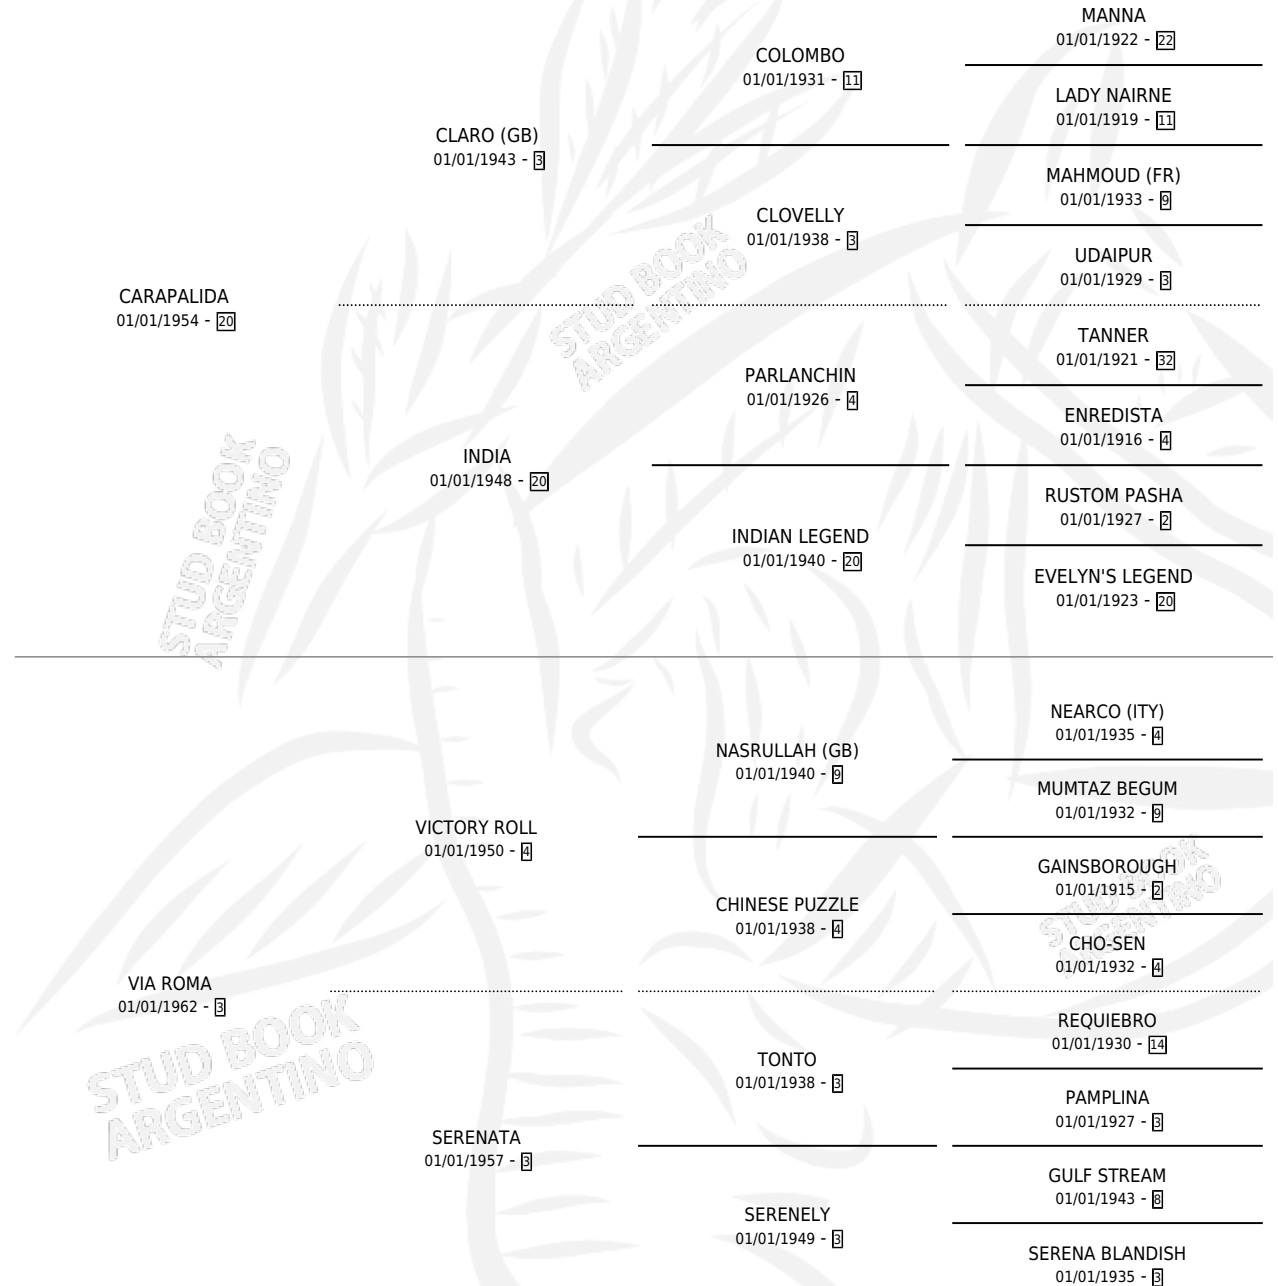 MANNA
01/01/1922 - 22
COLOMBO
01/01/1931 - 11
LADY NAIRNE
01/01/1919 - 11
CLARO (GB)
01/01/1943 - 3
MAHMOUD (FR)
01/01/1933 - 9
CLOVELLY
01/01/1938 - 3
UDAIPUR
01/01/1929 - 3
CARAPALIDA
01/01/1954 - 20
STUD BOOK
ARGENTINO
TANNER
01/01/1921 - 32
PARLANCHIN
01/01/1926 - 4
ENREDISTA
01/01/1916 - 4
INDIA
01/01/1948 - 20
RUSTOM PASHA
01/01/1927 - 2
INDIAN LEGEND
01/01/1940 - 20
EVELYN'S LEGEND
01/01/1923 - 20
STUD BOOK
ARGENTINO
NEARCO (ITY)
01/01/1935 - 4
NASRULLAH (GB)
01/01/1940 - 9
MUMTAZ BEGUM
01/01/1932 - 9
VICTORY ROLL
01/01/1950 - 4
GAINSBOROUGH
01/01/1915 - 2
CHINESE PUZZLE
01/01/1938 - 4
STUD BOOK
ARGENTINO
CHO-SEN
01/01/1932 - 4
VIA ROMA
01/01/1962 - 3
REQUIEBRO
01/01/1930 - 14
STUD BOOK
ARGENTINO
TONTO
01/01/1938 - 3
PAMPLINA
01/01/1927 - 3
SERENATA
01/01/1957 - 3
GULF STREAM
01/01/1943 - 8
SERENELY
01/01/1949 - 3
SERENA BLANDISH
01/01/1935 - 3